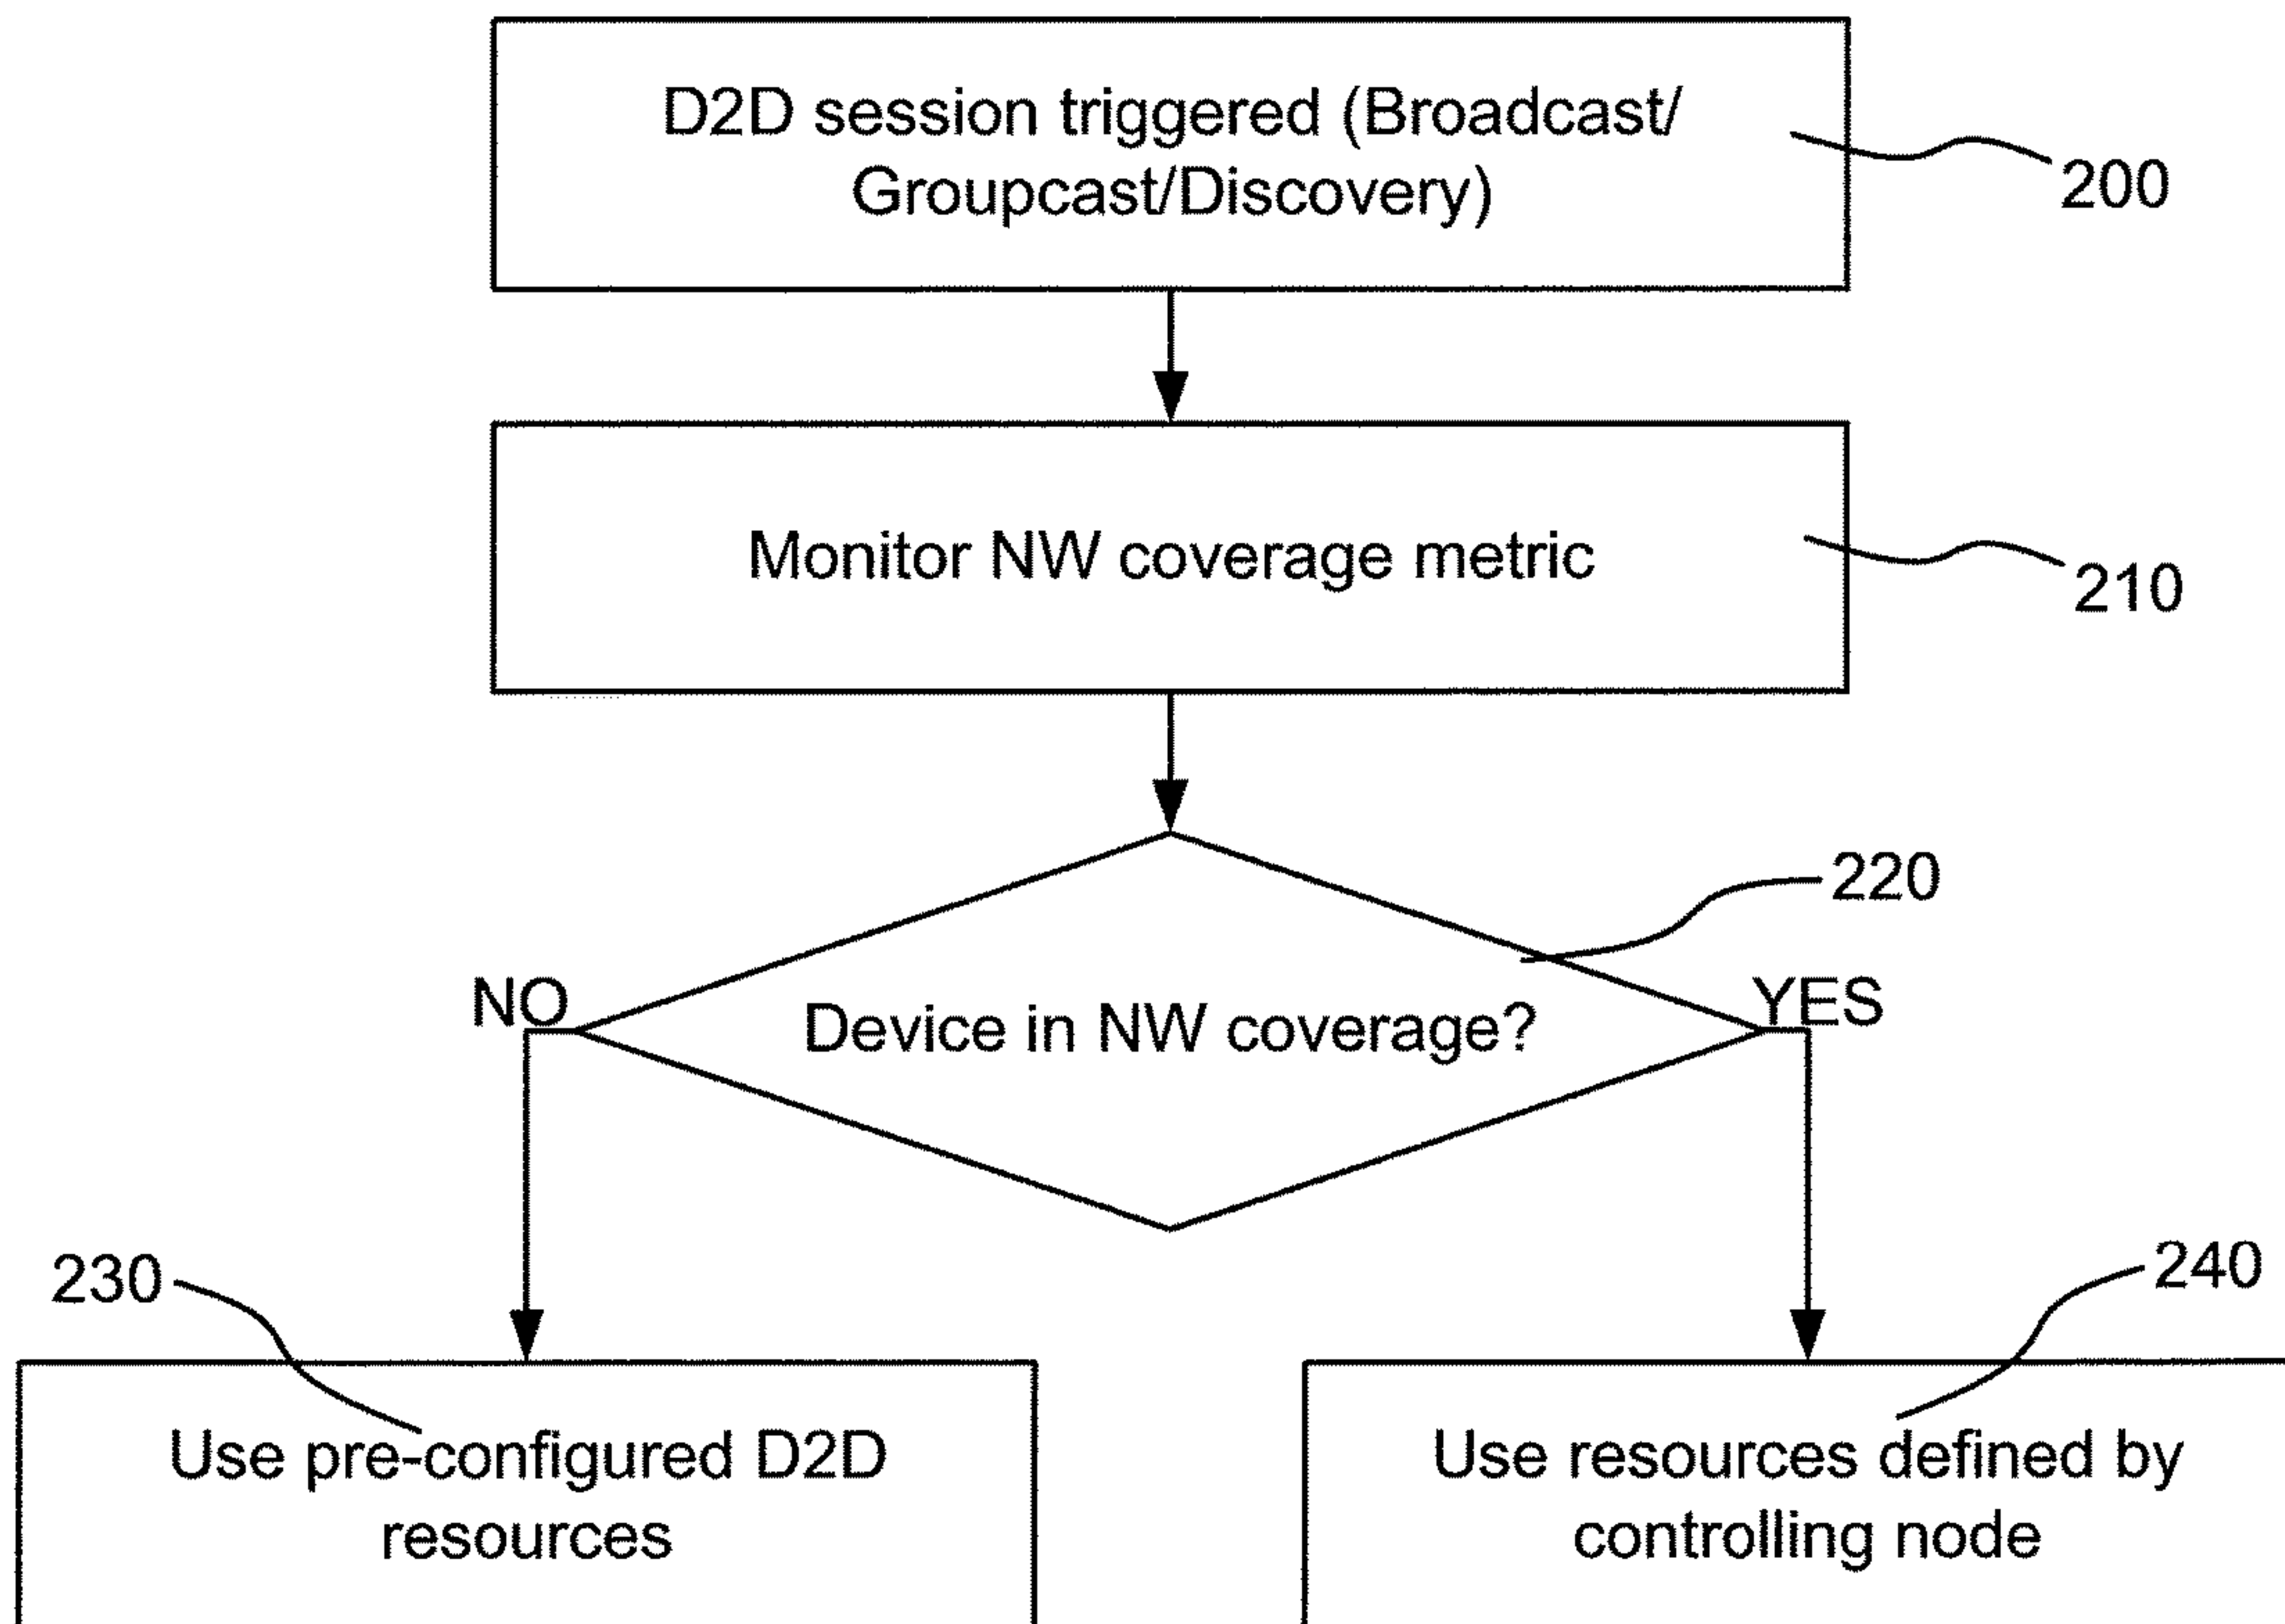 D2D session triggered (Broadcast/
Groupcast/Discovery)
200
Monitor NW coverage metric
210
220
NO
YES
Device in NW coverage?
230
240
Use pre-configured D2D
resources
Use resources defined by
controlling node